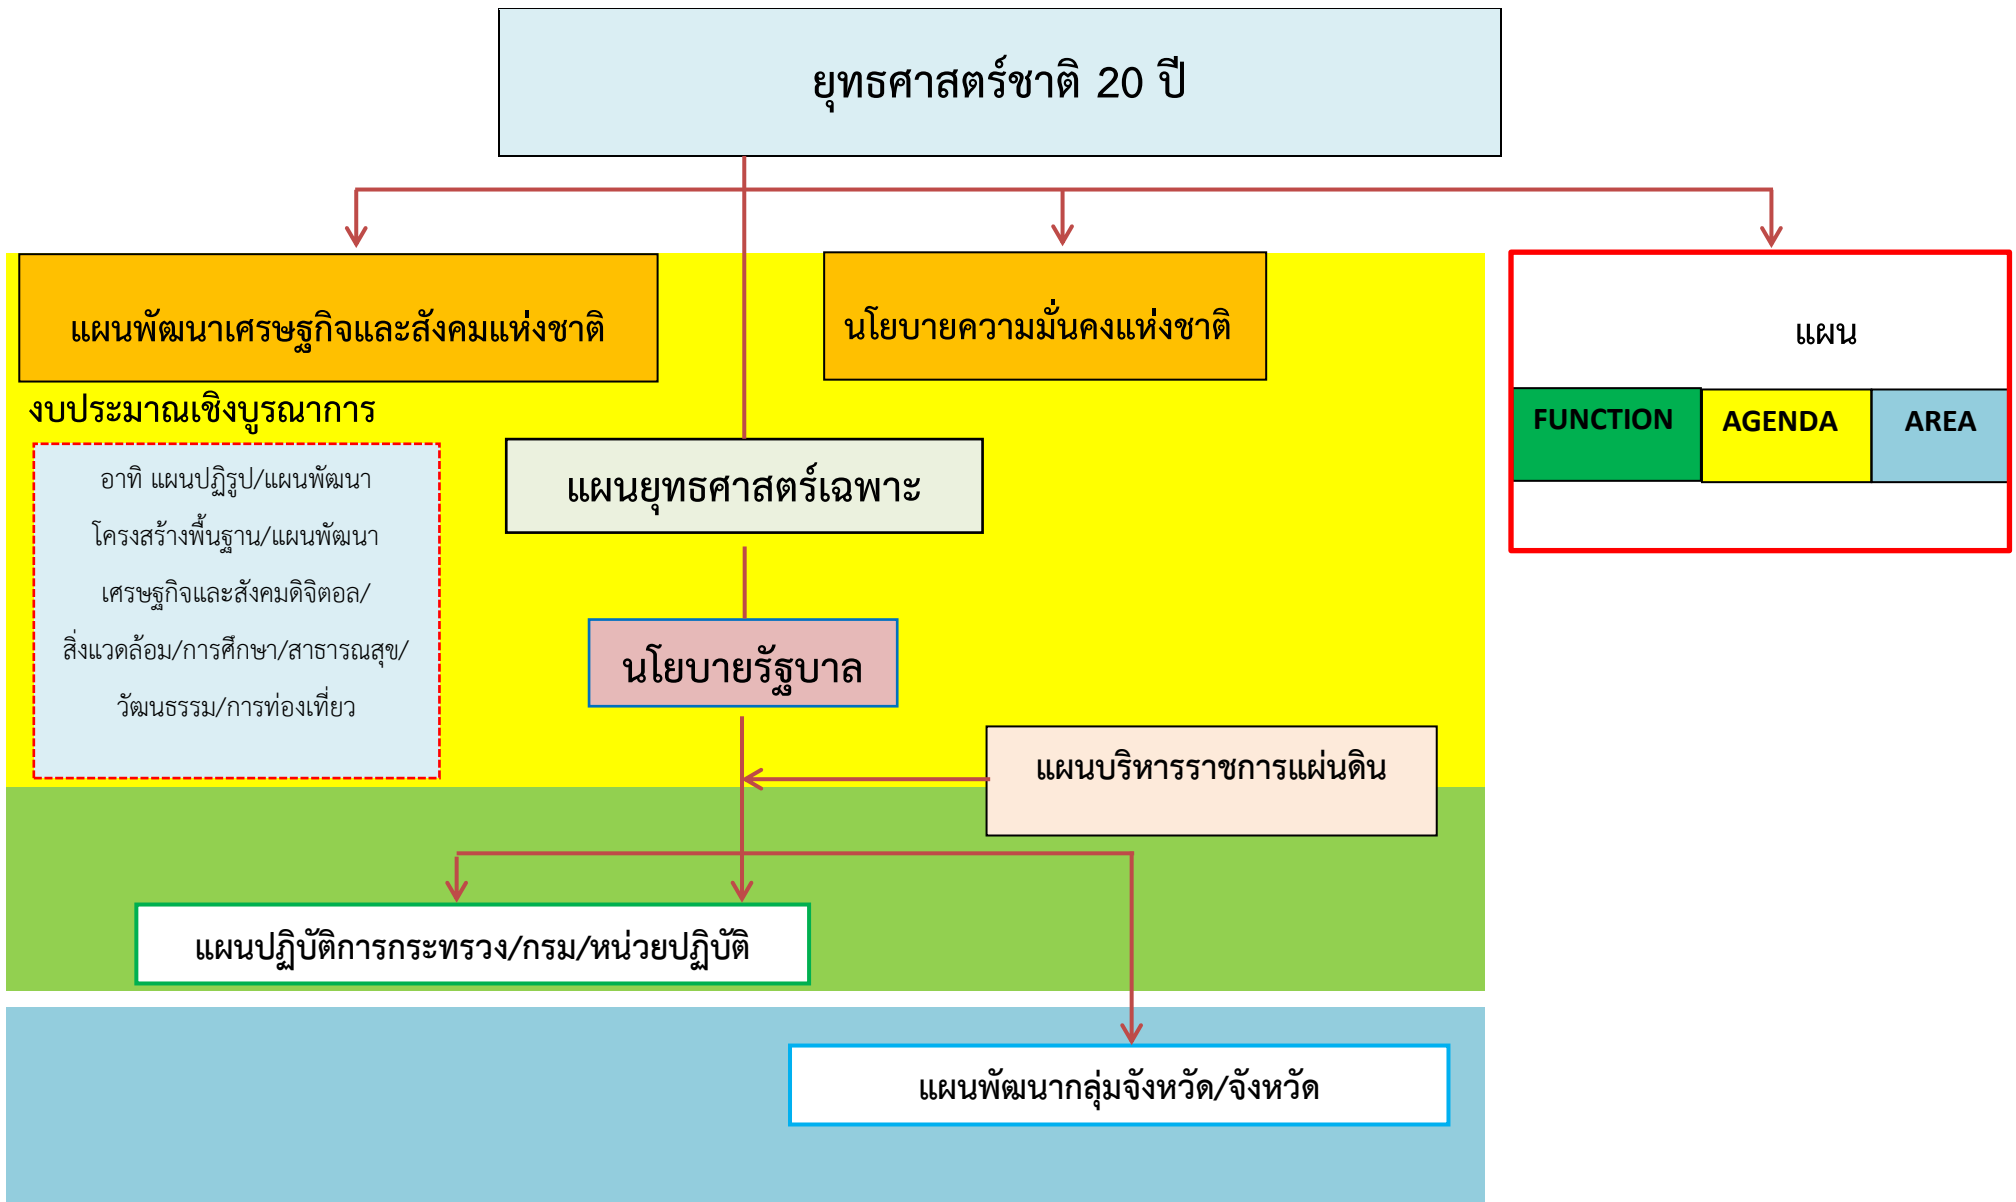 ยุทธศาสตร์ชาติ 20 ปี
แผนพัฒนาเศรษฐกิจและสังคมแห่งชาติ
นโยบายความมั่นคงแห่งชาติ
แผน
FUNCTION
AGENDA
AREA
งบประมาณเชิงบูรณาการ
อาทิ แผนปฏิรูป/แผนพัฒนา
โครงสร้างพื้นฐาน/แผนพัฒนา
เศรษฐกิจและสังคมดิจิตอล/
สิ่งแวดล้อม/การศึกษา/สาธารณสุข/
วัฒนธรรม/การท่องเที่ยว
แผนยุทธศาสตร์เฉพาะ
นโยบายรัฐบาล
แผนบริหารราชการแผ่นดิน
แผนปฏิบัติการกระทรวง/กรม/หน่วยปฏิบัติ
แผนพัฒนากลุ่มจังหวัด/จังหวัด